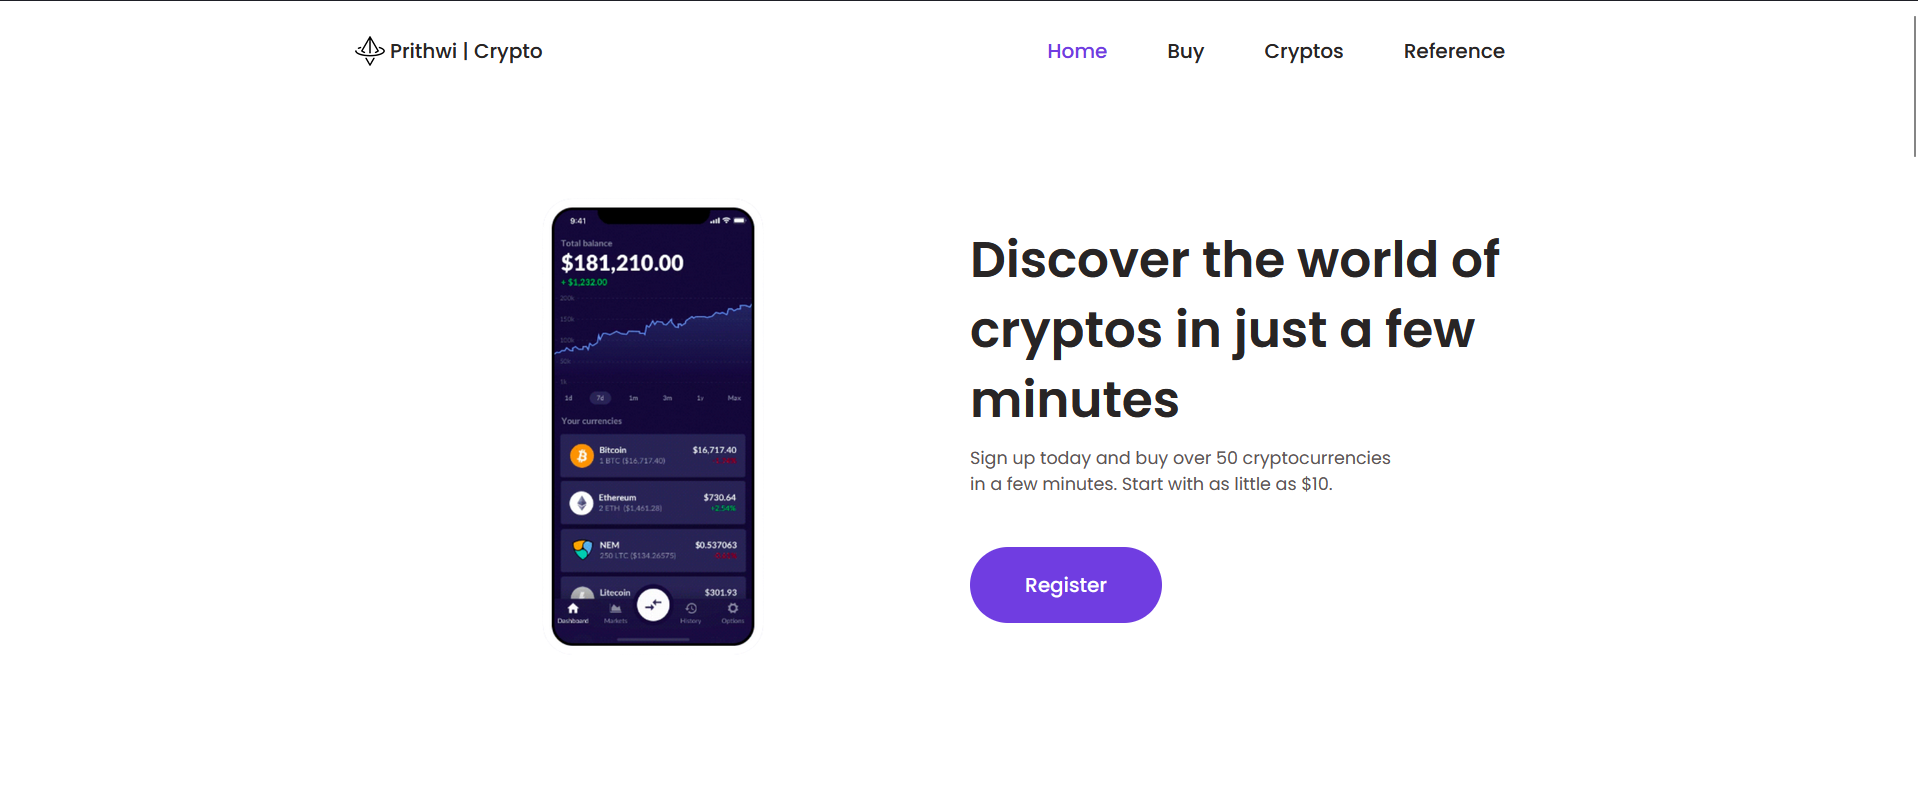 Prithwi | Crypto
Home Buy Cryptos Reference
9:41
Total balance
$181,210.00
+ $1,232.00
200k
150k
100k
50k
1k
1d 7d 1m 3m 1y Max
Your currencies
Bitcoin $16,717.40
1 BTC ($16,717.40)
Ethereum $730.64
2 ETH ($1,461.28) +2.54%
NEM $0.537063
250 LTC ($134.26575)
Litecoin $301.93
Dashboard Markets History Options
Discover the world of
cryptos in just a few
minutes
Sign up today and buy over 50 cryptocurrencies
in a few minutes. Start with as little as $10.
Register